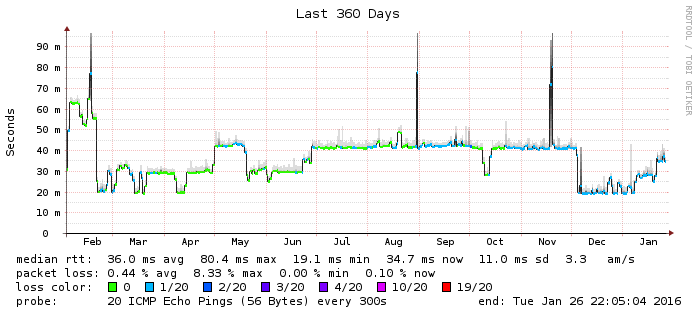 Last 360 Days
RRDTOOL / TOBI OETIKER
Seconds
90 m
80 m
70 m
60 m
50 m
40 m
30 m
20 m
10 m
0
Feb Mar Apr May Jun Jul Aug Sep Oct Nov Dec Jan
median rtt: 36.0 ms avg 80.4 ms max 19.1 ms min 34.7 ms now 11.0 ms sd 3.3 am/s
packet loss: 0.44 % avg 8.33 % max 0.00 % min 0.10 % now
loss color: 0 1/20 2/20 3/20 4/20 10/20 19/20
probe: 20 ICMP Echo Pings (56 Bytes) every 300s end: Tue Jan 26 22:05:04 2016